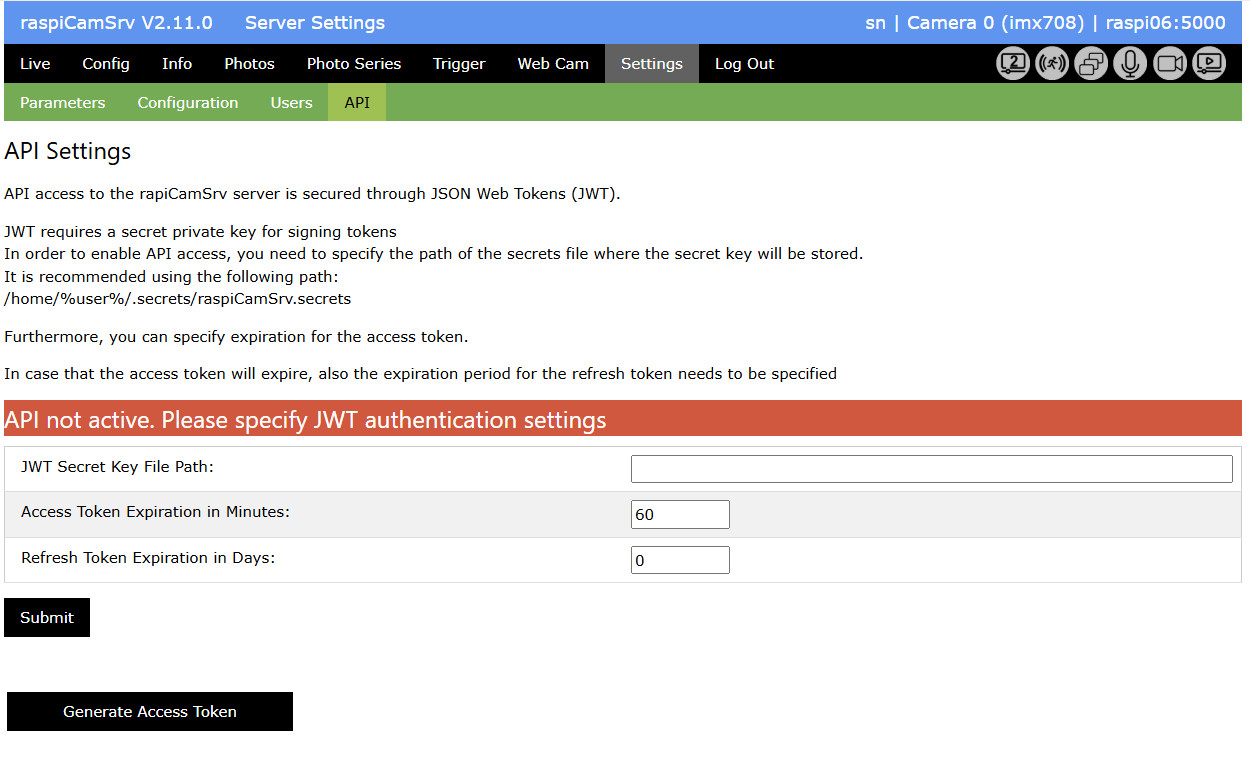 raspiCamSrv V2.11.0 Server Settings sn | Camera 0 (imx708) | raspi06:5000
Live Config Info Photos Photo Series Trigger Web Cam Settings Log Out 2
Parameters Configuration Users API
API Settings
API access to the rapiCamSrv server is secured through JSON Web Tokens (JWT).
JWT requires a secret private key for signing tokens
In order to enable API access, you need to specify the path of the secrets file where the secret key will be stored.
It is recommended using the following path:
/home/%user%/.secrets/raspiCamSrv.secrets
Furthermore, you can specify expiration for the access token.
In case that the access token will expire, also the expiration period for the refresh token needs to be specified
API not active. Please specify JWT authentication settings
JWT Secret Key File Path:
Access Token Expiration in Minutes: 60
Refresh Token Expiration in Days: 0
Submit
Generate Access Token